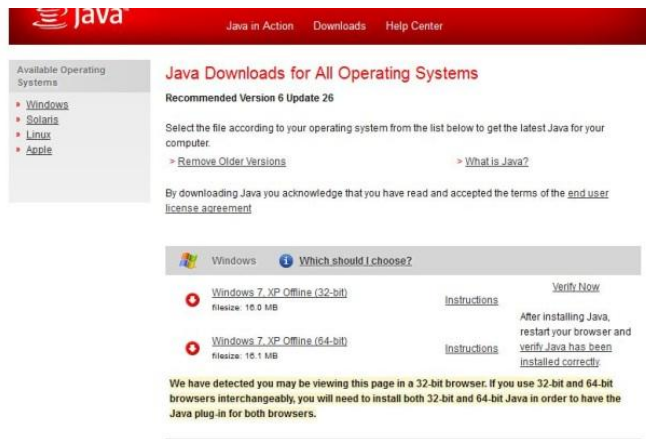 Java
Java in Action Downloads Help Center
Available Operating
Systems
Windows
Solaris
Linux
Apple
Java Downloads for All Operating Systems
Recommended Version 6 Update 26
Select the file according to your operating system from the list below to get the latest Java for your
computer.
> Remove Older Versions > What is Java?
By downloading Java you acknowledge that you have read and accepted the terms of the end user
license agreement
Windows Which should I choose?
Windows 7, XP Offline (32-bit)
filesize: 16.0 MB
Instructions
Windows 7, XP Offline (64-bit)
filesize: 16.1 MB
Instructions
Verify Now
After installing Java,
restart your browser and
verify Java has been
installed correctly.
We have detected you may be viewing this page in a 32-bit browser. If you use 32-bit and 64-bit
browsers interchangeably, you will need to install both 32-bit and 64-bit Java in order to have the
Java plug-in for both browsers.